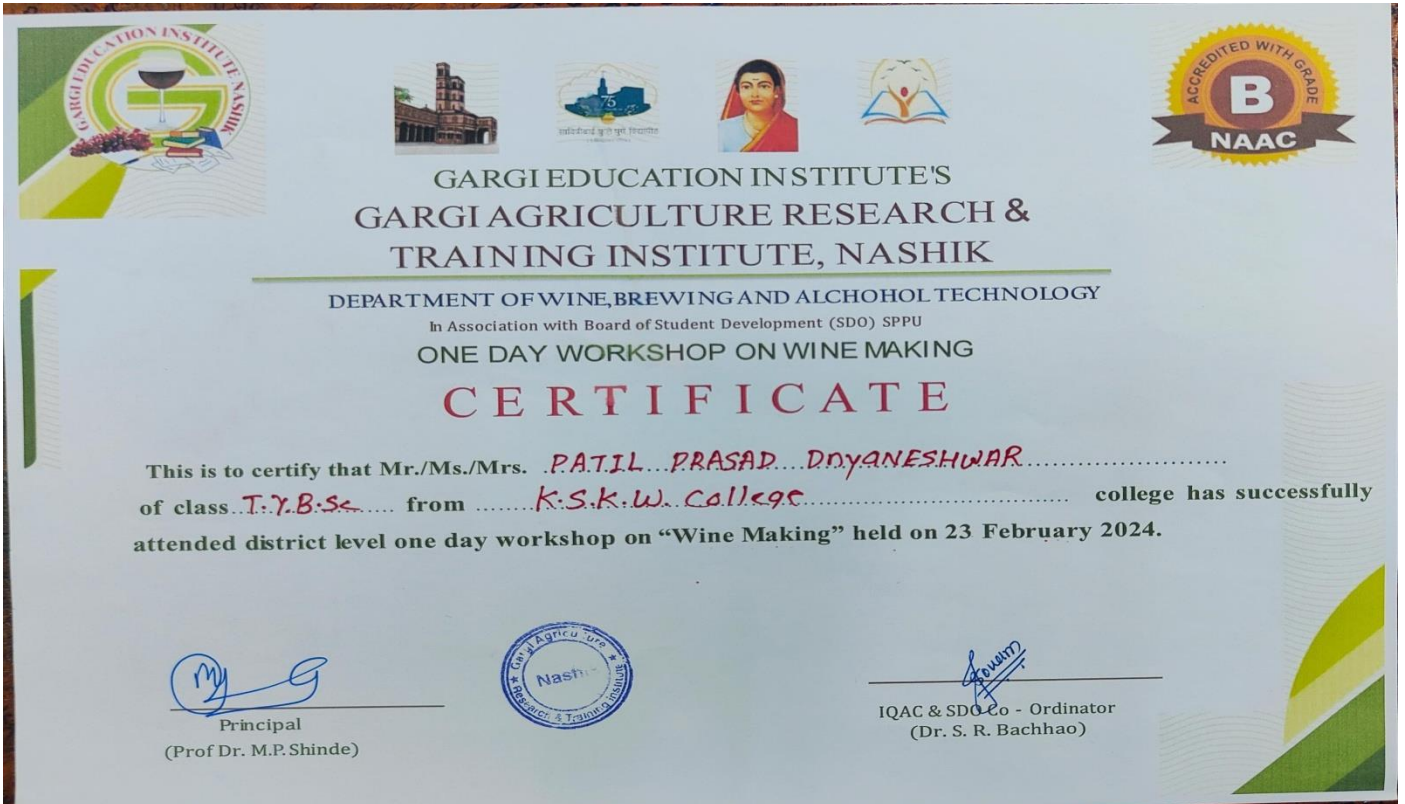 GARGI EDUCATION INSTITUTE NASHIK
75
ACCREDITED WITH GRADE
B
NAAC
GARGI EDUCATION INSTITUTE'S
GARGI AGRICULTURE RESEARCH &
TRAINING INSTITUTE, NASHIK
DEPARTMENT OF WINE, BREWING AND ALCHOHOL TECHNOLOGY
In Association with Board of Student Development (SDO) SPPU
ONE DAY WORKSHOP ON WINE MAKING
CERTIFICATE
This is to certify that Mr./Ms./Mrs. PATIL PRASAD DNYANESHWAR
of class T.Y.B.Sc from K.S.K.W. College college has successfully
attended district level one day workshop on “Wine Making” held on 23 February 2024.
Gargi Agriculture
Nashik
Research & Training Institute
Principal
(Prof Dr. M.P. Shinde)
IQAC & SDO Co - Ordinator
(Dr. S. R. Bachhao)